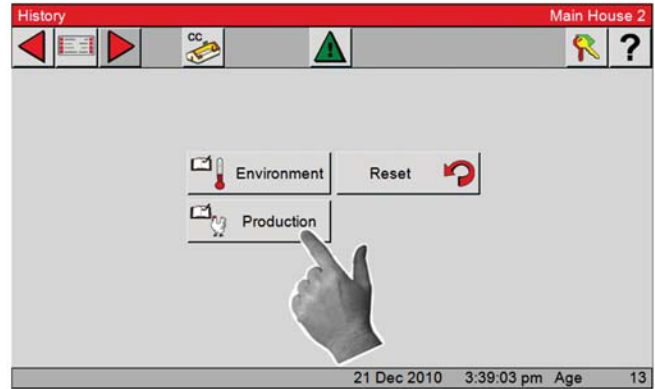 History Main House 2
CC ?
Environment Reset
Production
21 Dec 2010 3:39:03 pm Age 13